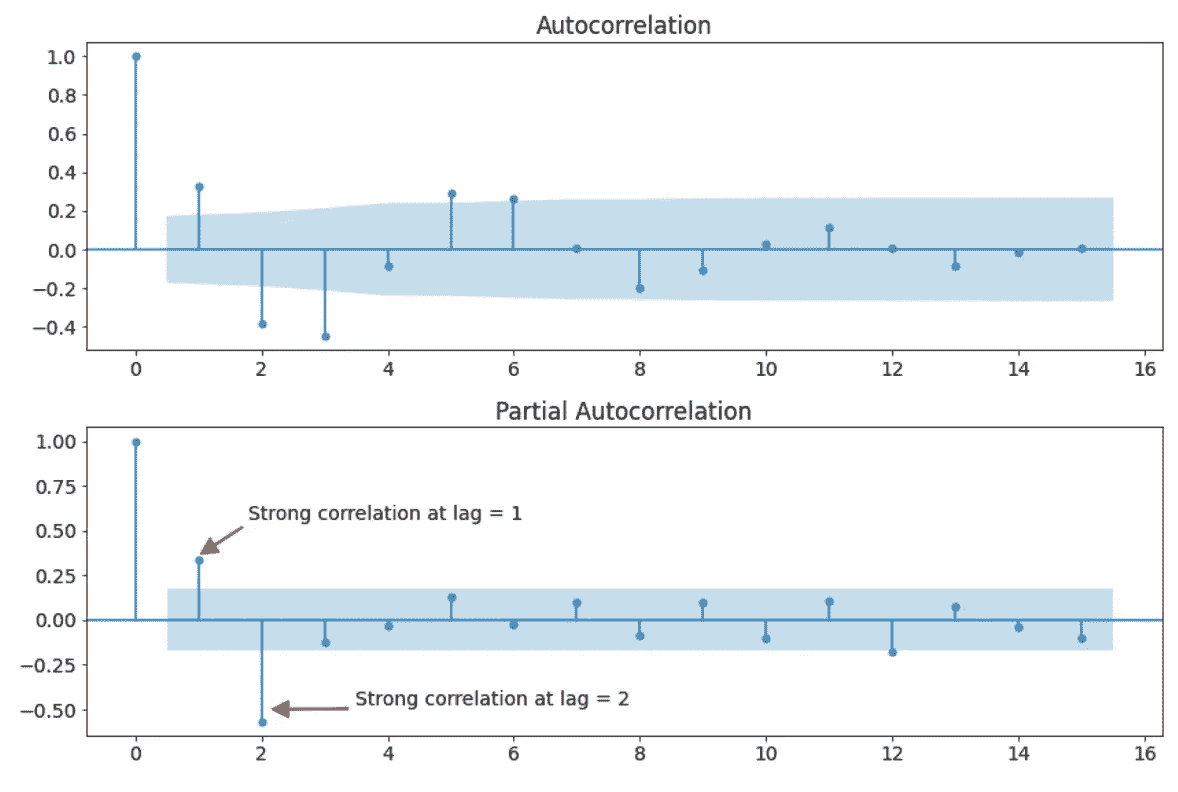 Autocorrelation
1.0
0.8
0.6
0.4
0.2
0.0
−0.2
−0.4
0 2 4 6 8 10 12 14 16
Partial Autocorrelation
1.00
0.75
0.50
0.25
0.00
−0.25
−0.50
Strong correlation at lag = 1
Strong correlation at lag = 2
0 2 4 6 8 10 12 14 16